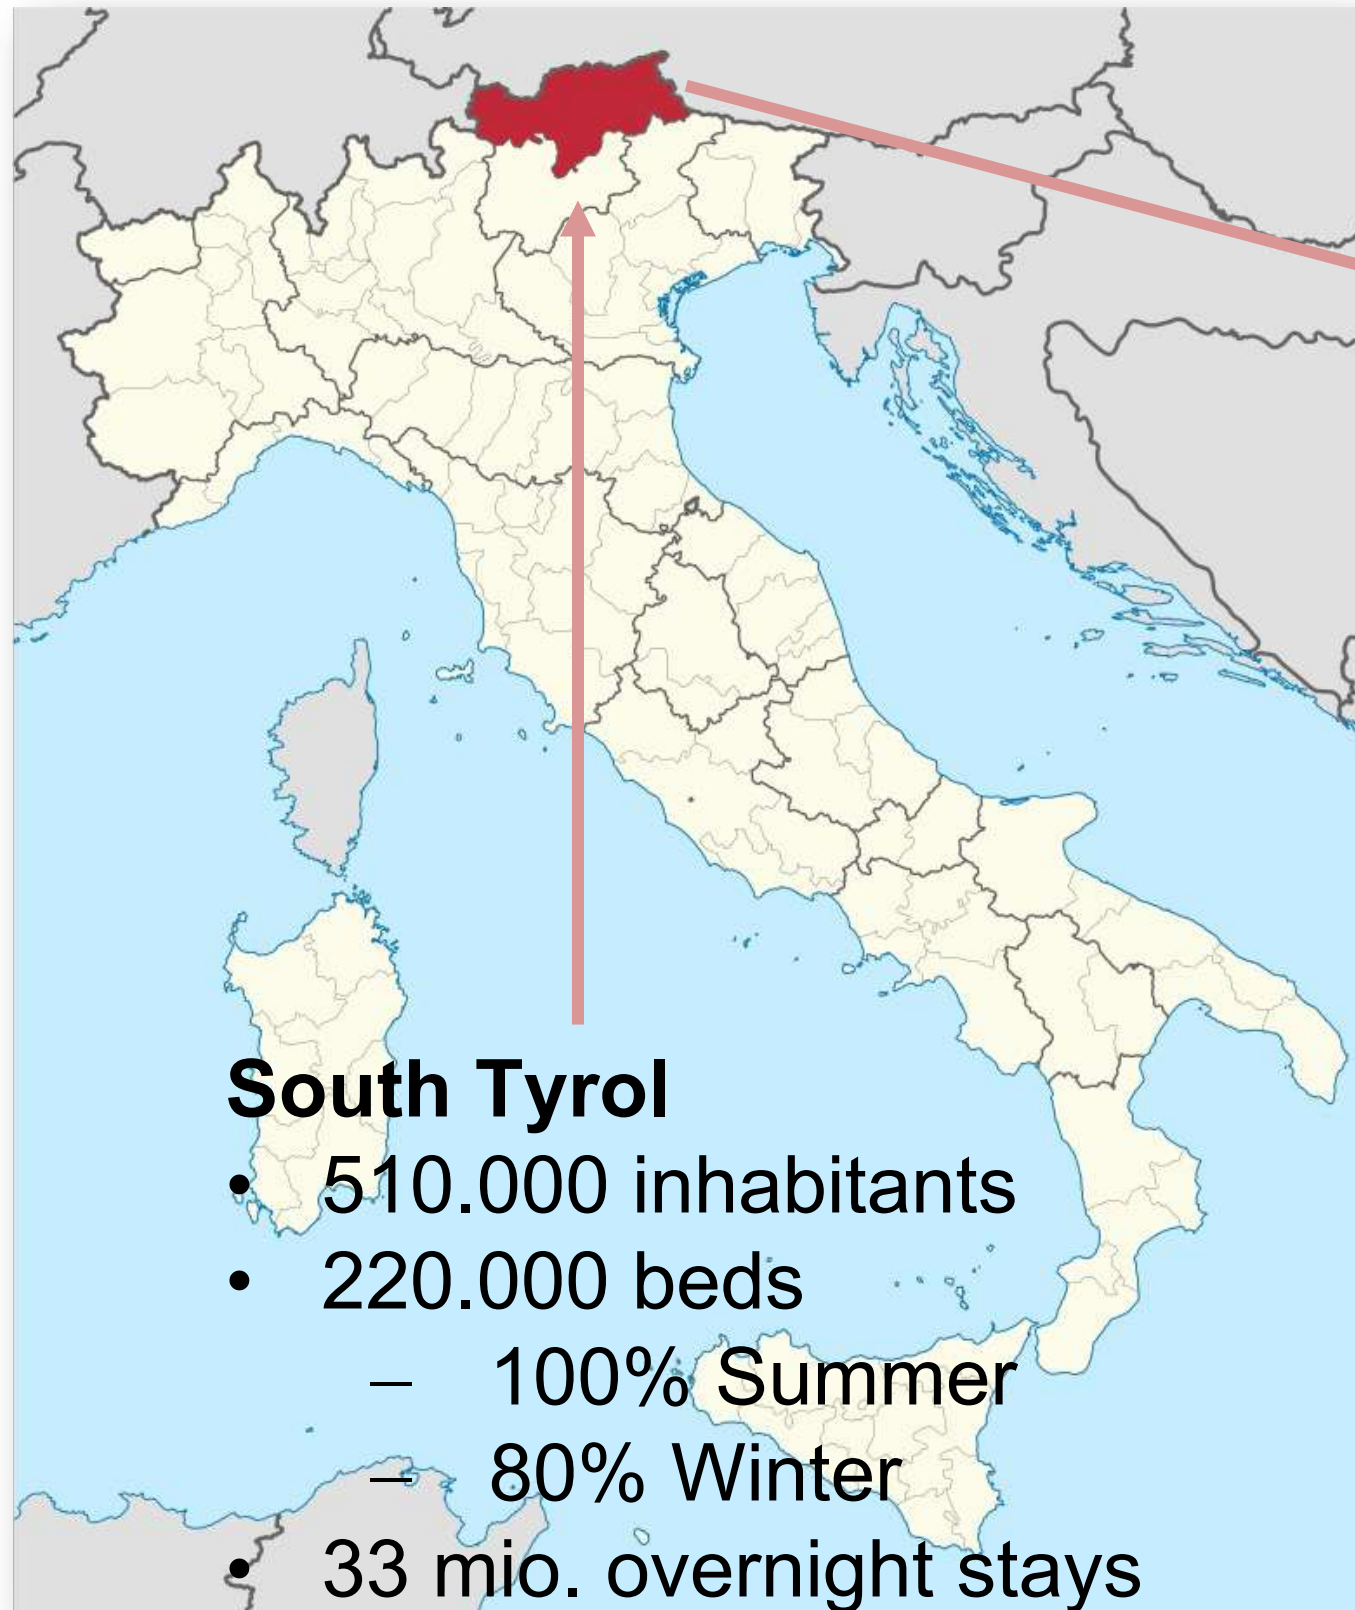 South Tyrol
• 510.000 inhabitants
• 220.000 beds
– 100% Summer
– 80% Winter
• 33 mio. overnight stays